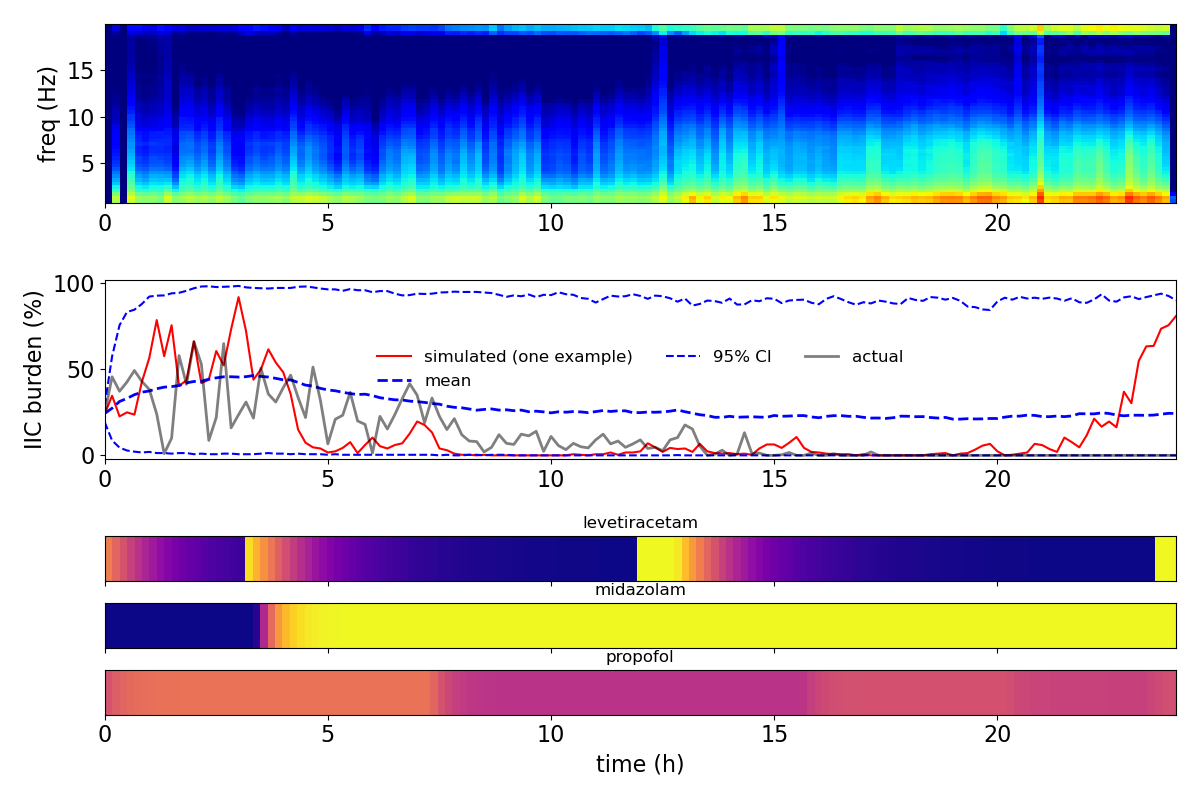 freq (Hz)
15
10
5
0 5 10 15 20
IIC burden (%)
100
50
0
simulated (one example) 95% CI actual
mean
0 5 10 15 20
levetiracetam
midazolam
propofol
0 5 10 15 20
time (h)